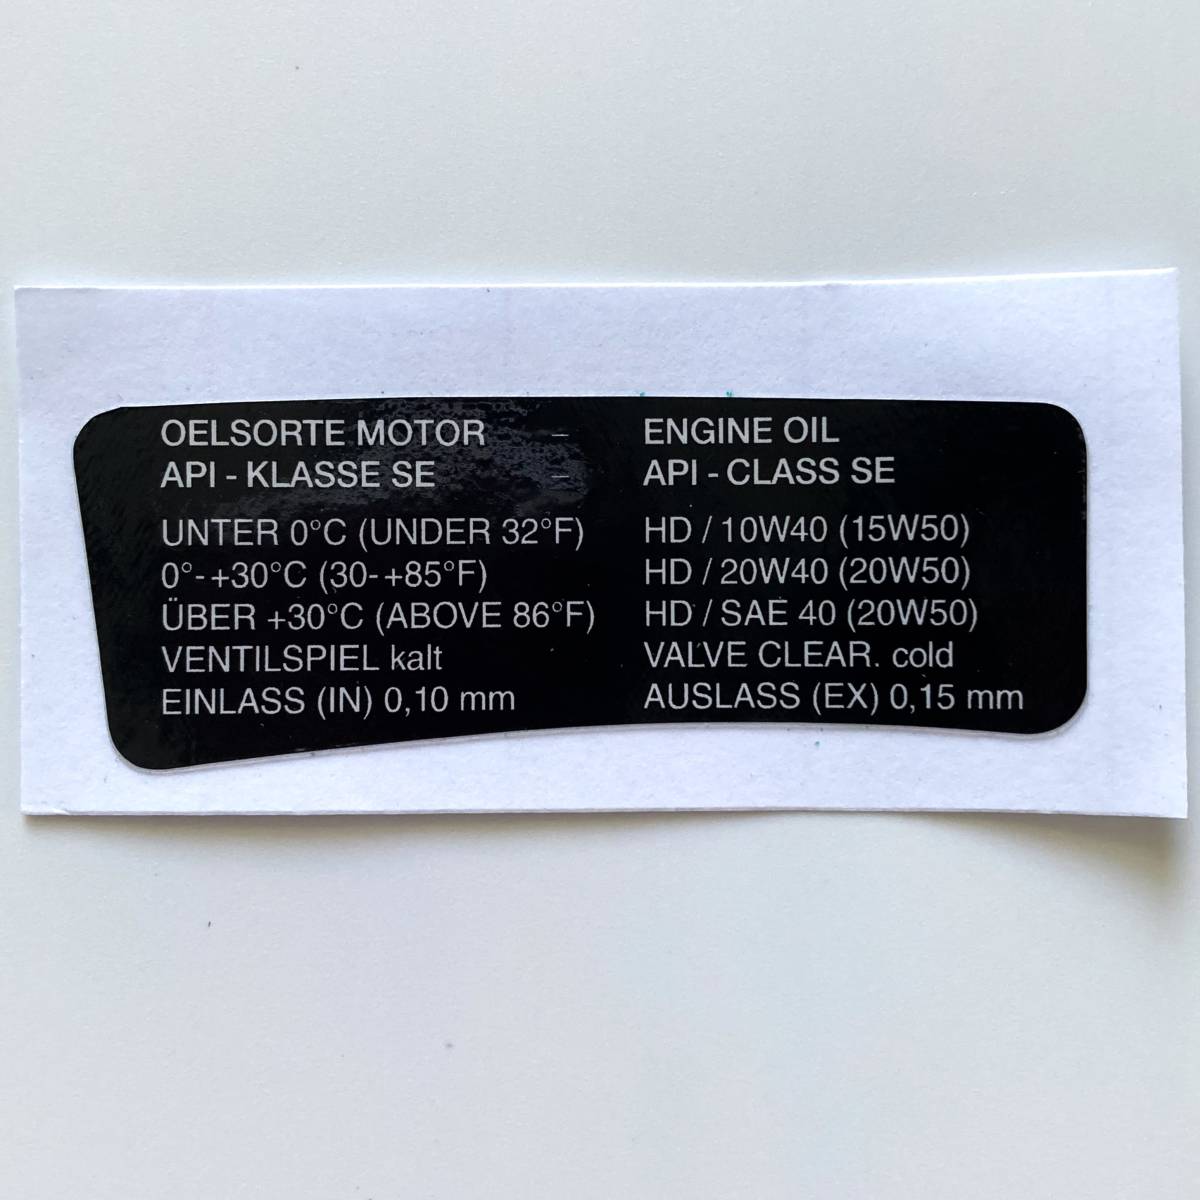 OELSORTE MOTOR – ENGINE OIL
API - KLASSE SE – API - CLASS SE
UNTER 0°C (UNDER 32°F) HD / 10W40 (15W50)
0°-+30°C (30-+85°F) HD / 20W40 (20W50)
ÜBER +30°C (ABOVE 86°F) HD / SAE 40 (20W50)
VENTILSPIEL kalt VALVE CLEAR. cold
EINLASS (IN) 0,10 mm AUSLASS (EX) 0,15 mm